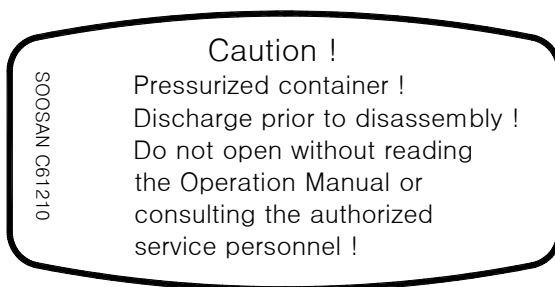 Caution !
Pressurized container !
Discharge prior to disassembly !
Do not open without reading
the Operation Manual or
consulting the authorized
service personnel !
SOOSAN C61210